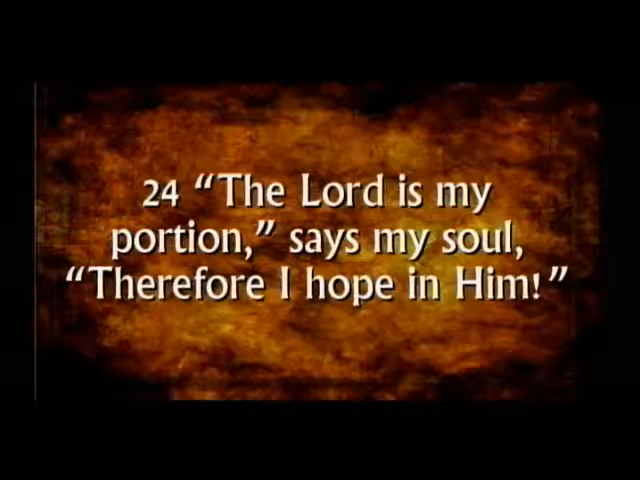 24 “The Lord is my
portion,” says my soul,
“Therefore I hope in Him!”